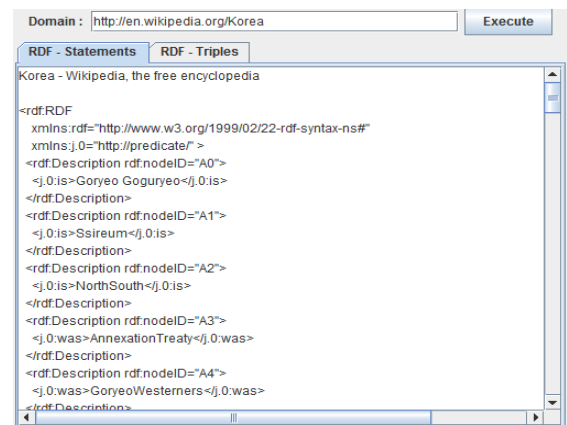 Domain : http://en.wikipedia.org/Korea Execute
RDF - Statements RDF - Triples
Korea - Wikipedia, the free encyclopedia
<rdf:RDF
xmlns:rdf="http://www.w3.org/1999/02/22-rdf-syntax-ns#"
xmlns:j.0="http://predicate/" >
<rdf:Description rdf:nodeID="A0">
<j.0:is>Goryeo Goguryeo</j.0:is>
</rdf:Description>
<rdf:Description rdf:nodeID="A1">
<j.0:is>Ssireum</j.0:is>
</rdf:Description>
<rdf:Description rdf:nodeID="A2">
<j.0:is>NorthSouth</j.0:is>
</rdf:Description>
<rdf:Description rdf:nodeID="A3">
<j.0:was>AnnexationTreaty</j.0:was>
</rdf:Description>
<rdf:Description rdf:nodeID="A4">
<j.0:was>GoryeoWesterners</j.0:was>
</rdf:Description>